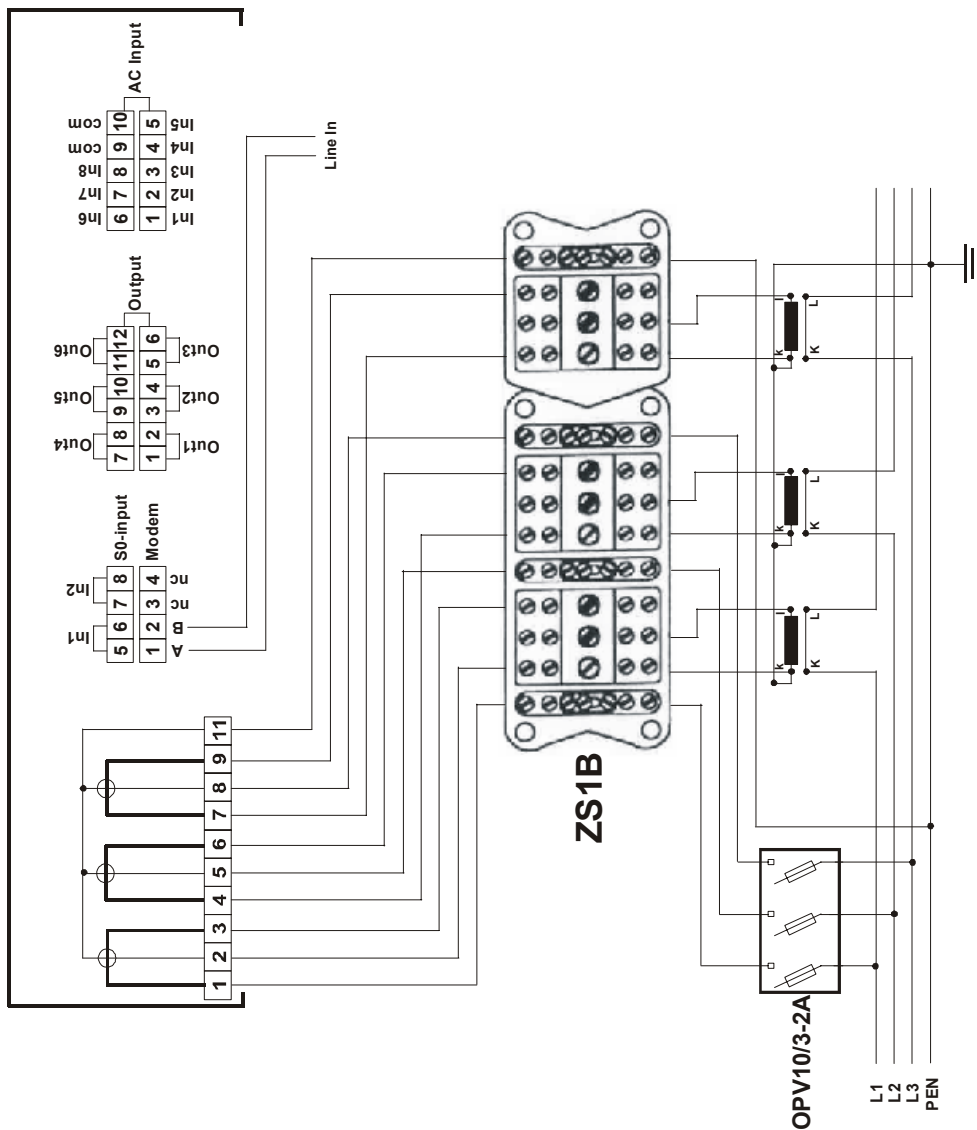 In1 In2
5 6 7 8 S0-input
1 2 3 4 Modem
A B nc nc
Out4 Out5 Out6
7 8 9 10 11 12
Output
1 2 3 4 5 6
Out1 Out2 Out3
In6 In7 In8 com com
6 7 8 9 10
AC Input
1 2 3 4 5
In1 In2 In3 In4 In5
1 2 3 4 5 6 7 8 9 11
Line In
ZS1B
k l
K L
k l
K L
k l
K L
OPV10/3-2A
L1
L2
L3
PEN